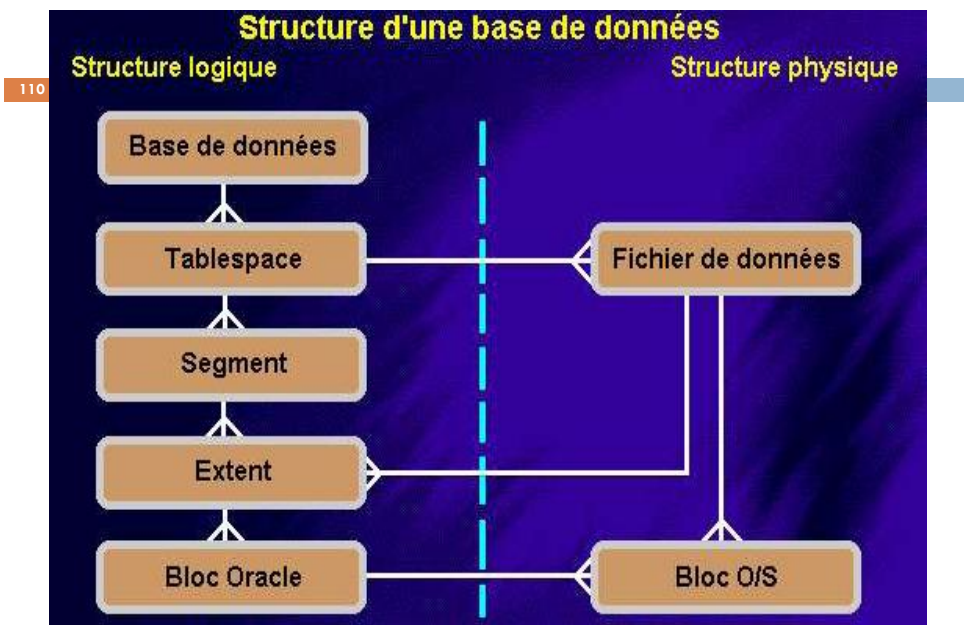 Structure d'une base de données
Structure logique
Structure physique
110
Base de données
Tablespace
Fichier de données
Segment
Extent
Bloc Oracle
Bloc O/S